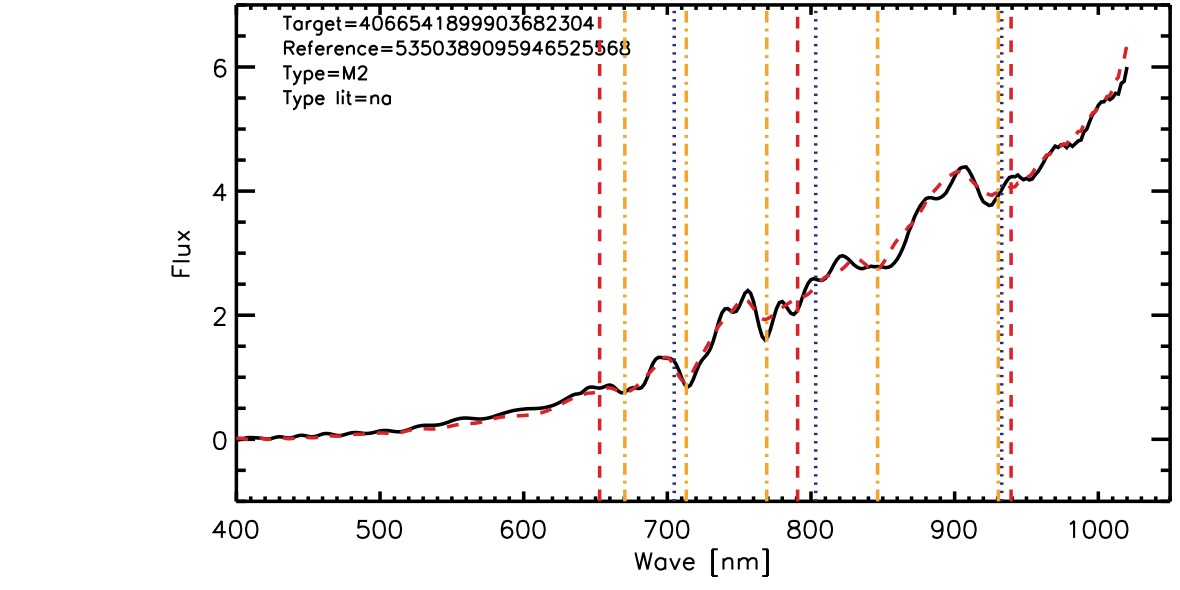 Target=4066541899903682304
Reference=5350389095946525568
Type=M2
Type lit=na
6
4
2
0
Flux
400 500 600 700 800 900 1000
Wave [nm]